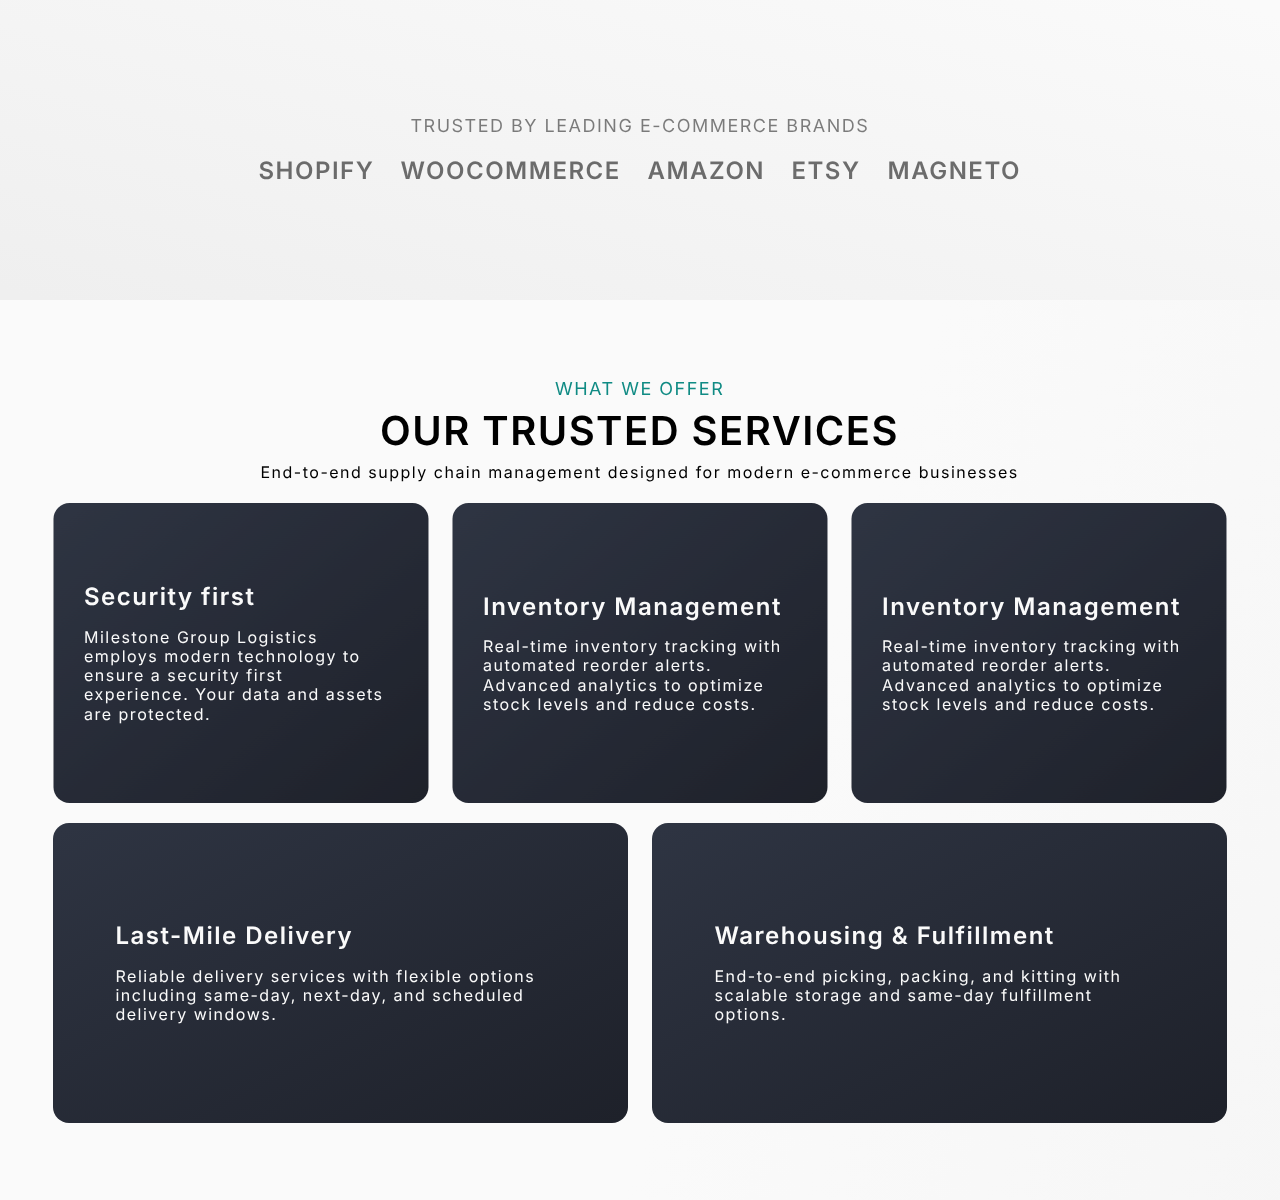 TRUSTED BY LEADING E-COMMERCE BRANDS
SHOPIFY WOOCOMMERCE AMAZON ETSY MAGNETO
WHAT WE OFFER
OUR TRUSTED SERVICES
End-to-end supply chain management designed for modern e-commerce businesses
Security first
Milestone Group Logistics
employs modern technology to
ensure a security first
experience. Your data and assets
are protected.
Inventory Management
Real-time inventory tracking with
automated reorder alerts.
Advanced analytics to optimize
stock levels and reduce costs.
Inventory Management
Real-time inventory tracking with
automated reorder alerts.
Advanced analytics to optimize
stock levels and reduce costs.
Last-Mile Delivery
Reliable delivery services with flexible options
including same-day, next-day, and scheduled
delivery windows.
Warehousing & Fulfillment
End-to-end picking, packing, and kitting with
scalable storage and same-day fulfillment
options.